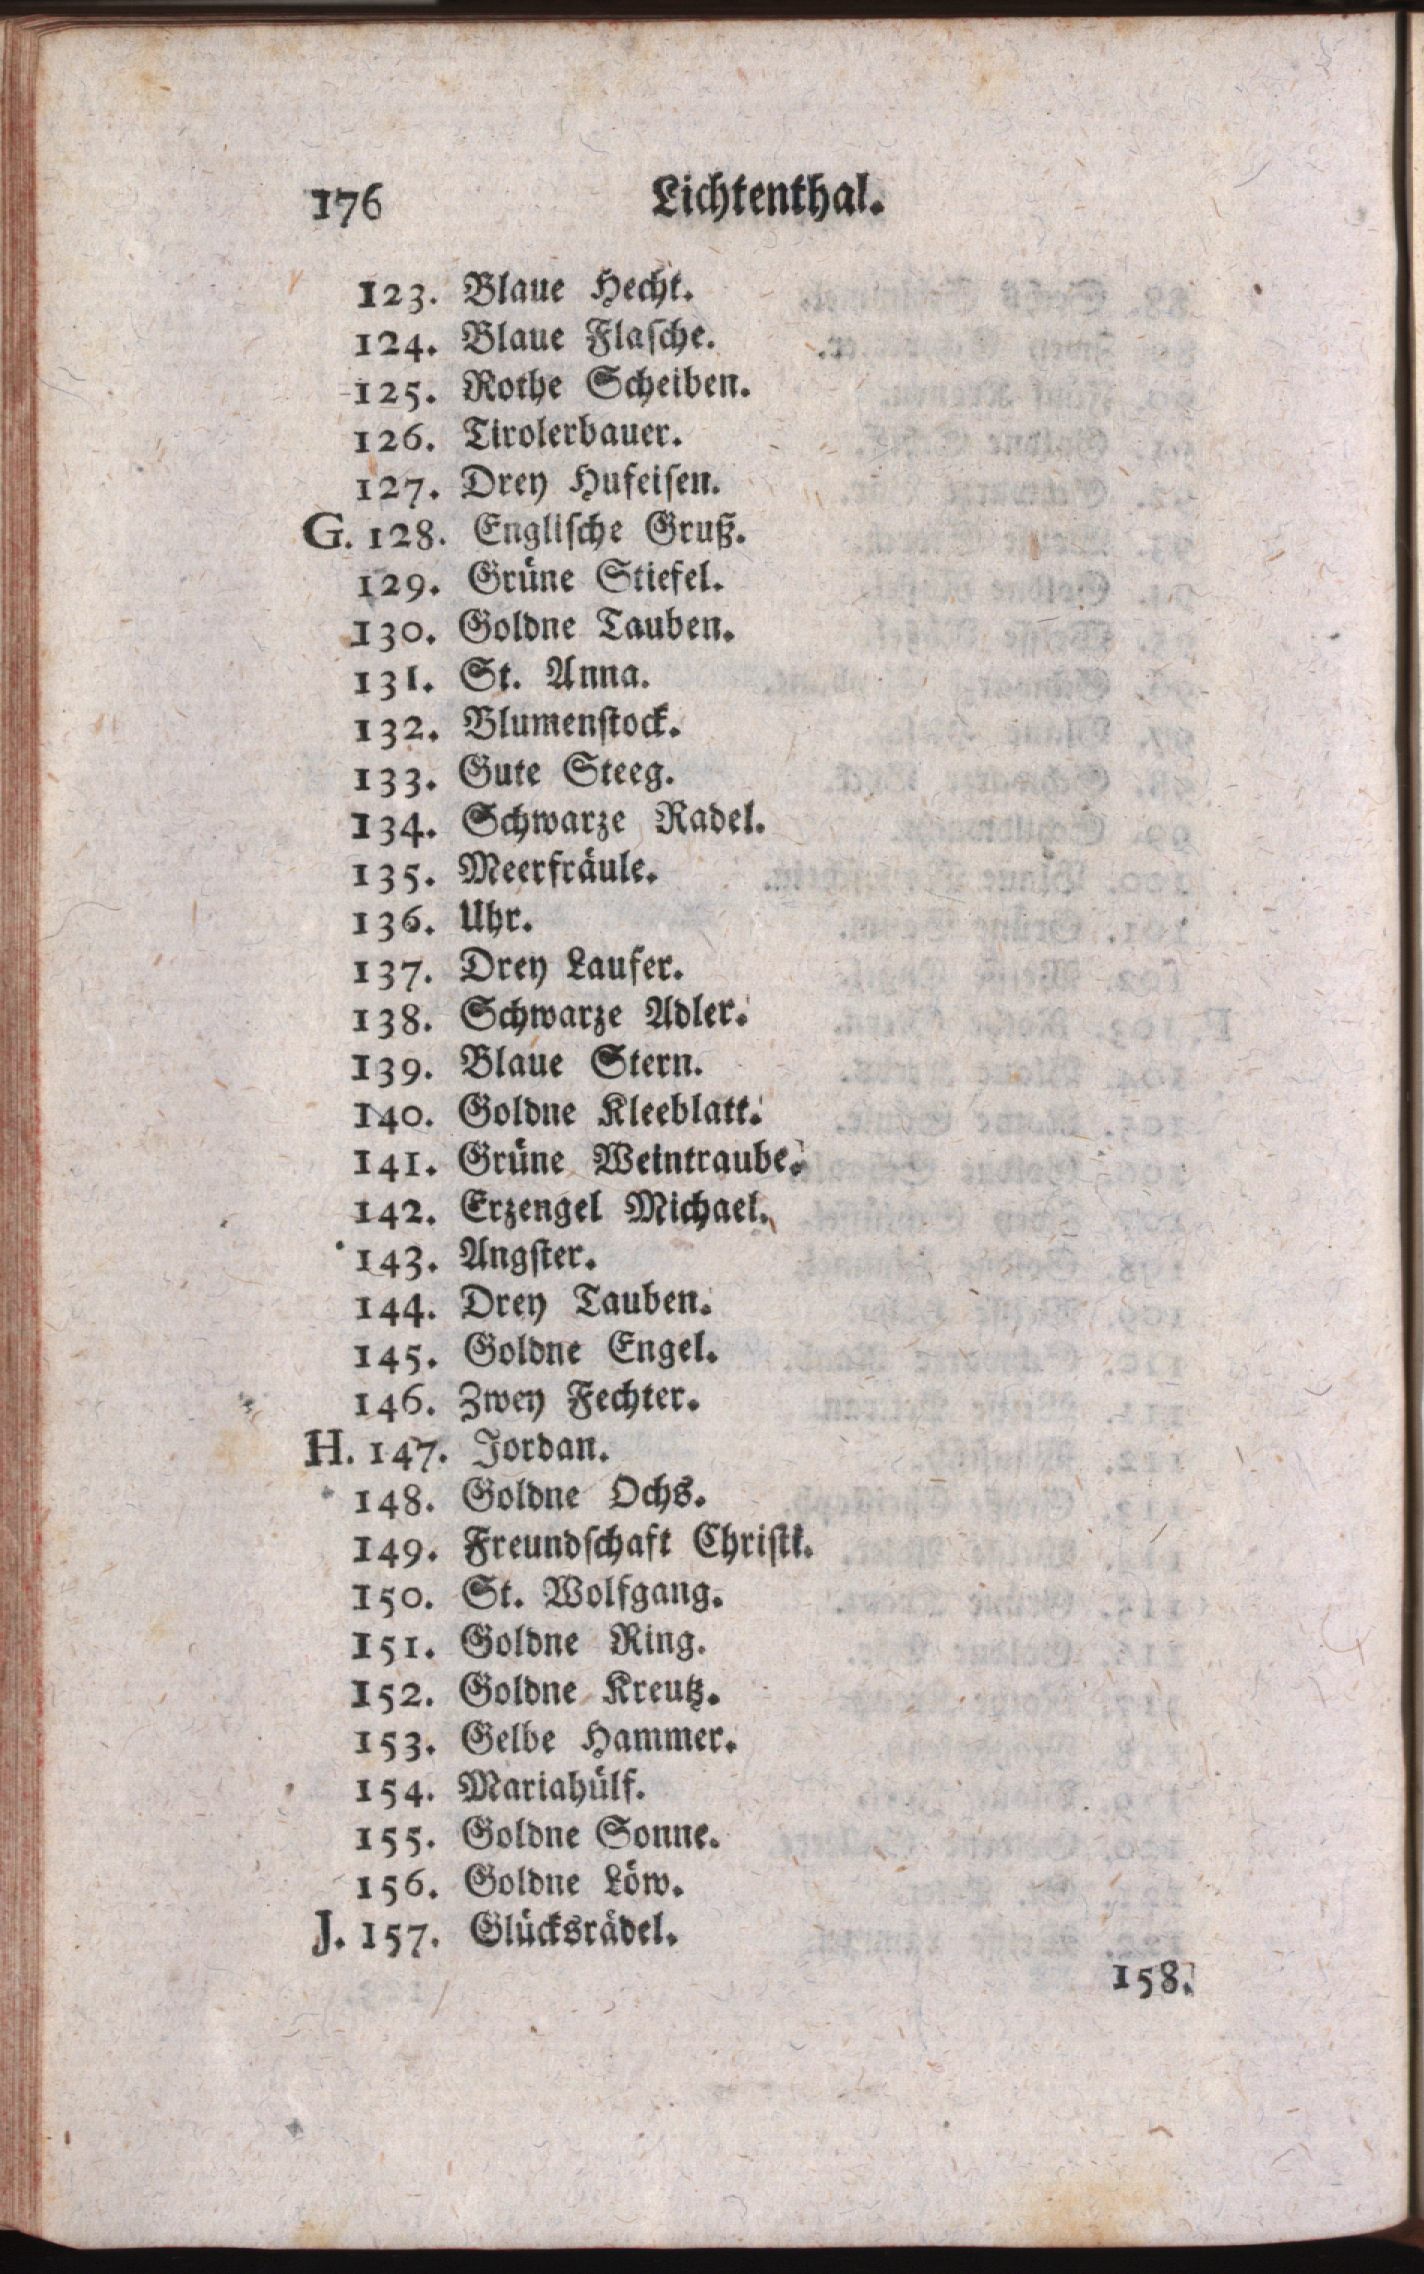 176 Lichtenthal.
123. Blaue Hecht.
124. Blaue Flaſche.
125. Rothe Scheiben.
126. Tirolerbauer.
127. Drey Hufeiſen.
G. 128. Engliſche Gruß.
129. Grüne Stiefel.
130. Goldne Tauben.
131. St. Anna.
132. Blumenſtock.
133. Gute Steeg.
134. Schwarze Radel.
135. Meerfräule.
136. Uhr.
137. Drey Laufer.
138. Schwarze Adler.
139. Blaue Stern.
140. Goldne Kleeblatt.
141. Grüne Weintraube.
142. Erzengel Michael.
143. Angſter.
144. Drey Tauben.
145. Goldne Engel.
146. Zwey Fechter.
H. 147. Jordan.
148. Goldne Ochs.
149. Freundſchaft Chriſti.
150. St. Wolfgang.
151. Goldne Ring.
152. Goldne Kreutz.
153. Gelbe Hammer.
154. Mariahülf.
155. Goldne Sonne.
156. Goldne Löw.
J. 157. Glücksrädel.
158.